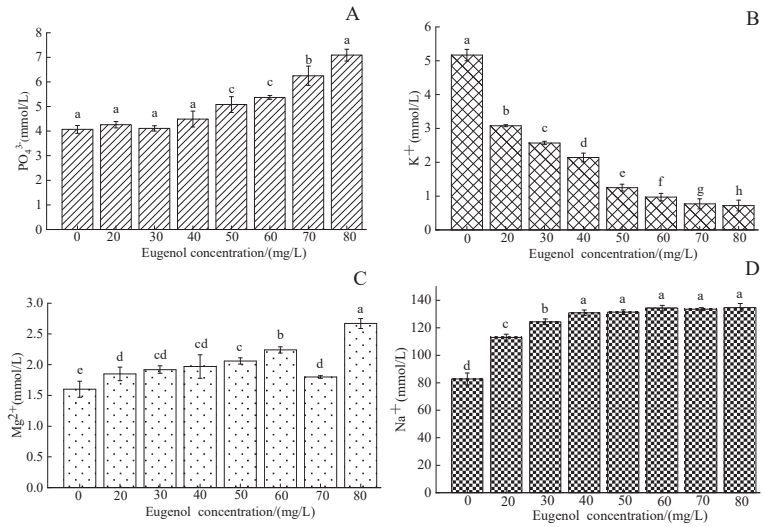 A
8
7
6
5
4
3
2
1
0
PO₄³⁻(mmol/L)
a a a a c c b a
0 20 30 40 50 60 70 80
Eugenol concentration/(mg/L)
B
6
5
4
3
2
1
0
K⁺(mmol/L)
a b c d e f g h
0 20 30 40 50 60 70 80
Eugenol concentration/(mg/L)
C
3.0
2.5
2.0
1.5
1.0
0.5
0.0
Mg²⁺(mmol/L)
e d cd cd c b d a
0 20 30 40 50 60 70 80
Eugenol concentration/(mg/L)
D
140
120
100
80
60
40
20
0
Na⁺(mmol/L)
d c b a a a a a
0 20 30 40 50 60 70 80
Eugenol concentration/(mg/L)